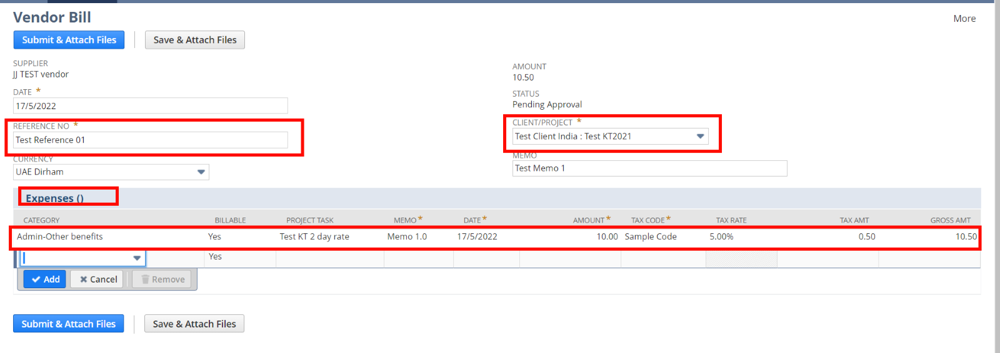 Vendor Bill
More
Submit & Attach Files
Save & Attach Files
SUPPLIER
JJ TEST vendor
AMOUNT
10.50
DATE *
17/5/2022
STATUS
Pending Approval
REFERENCE NO *
Test Reference 01
CLIENT/PROJECT *
Test Client India : Test KT2021
CURRENCY
UAE Dirham
MEMO
Test Memo 1
Expenses ()
CATEGORY BILLABLE PROJECT TASK MEMO * DATE * AMOUNT * TAX CODE * TAX RATE TAX AMT GROSS AMT
Admin-Other benefits Yes Test KT 2 day rate Memo 1.0 17/5/2022 10.00 Sample Code 5.00% 0.50 10.50
Yes
Add Cancel Remove
Submit & Attach Files
Save & Attach Files